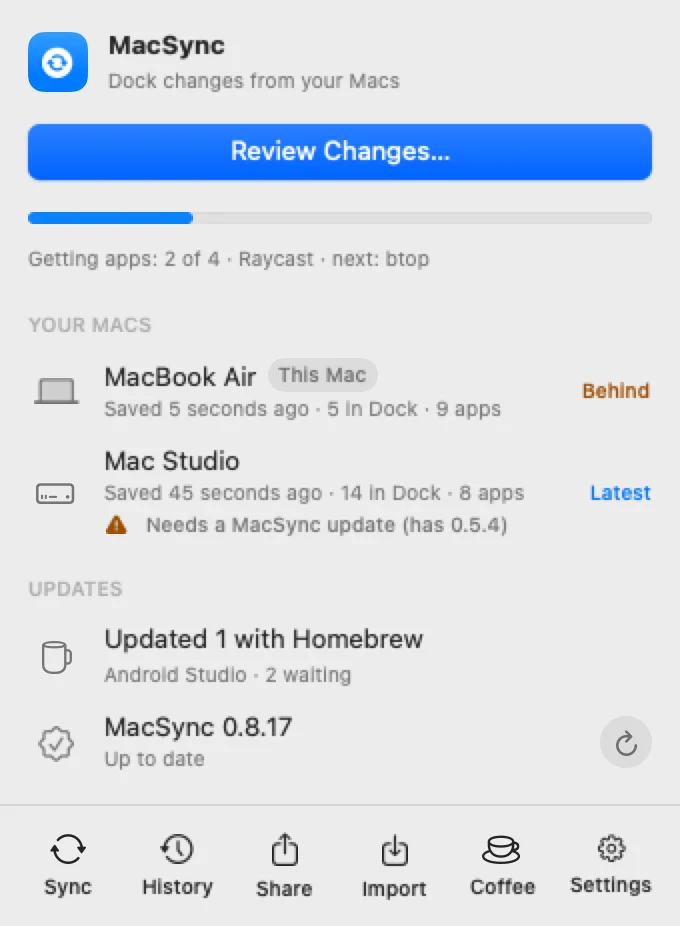 MacSync
Dock changes from your Macs
Review Changes...
Getting apps: 2 of 4 · Raycast · next: btop
YOUR MACS
MacBook Air This Mac
Saved 5 seconds ago · 5 in Dock · 9 apps
Behind
Mac Studio
Saved 45 seconds ago · 14 in Dock · 8 apps
Latest
Needs a MacSync update (has 0.5.4)
UPDATES
Updated 1 with Homebrew
Android Studio · 2 waiting
MacSync 0.8.17
Up to date
Sync History Share Import Coffee Settings